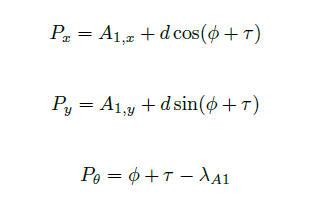 P_x = A_{1,x} + d cos(ϕ + τ)
P_y = A_{1,y} + d sin(ϕ + τ)
P_θ = ϕ + τ − λ_{A1}